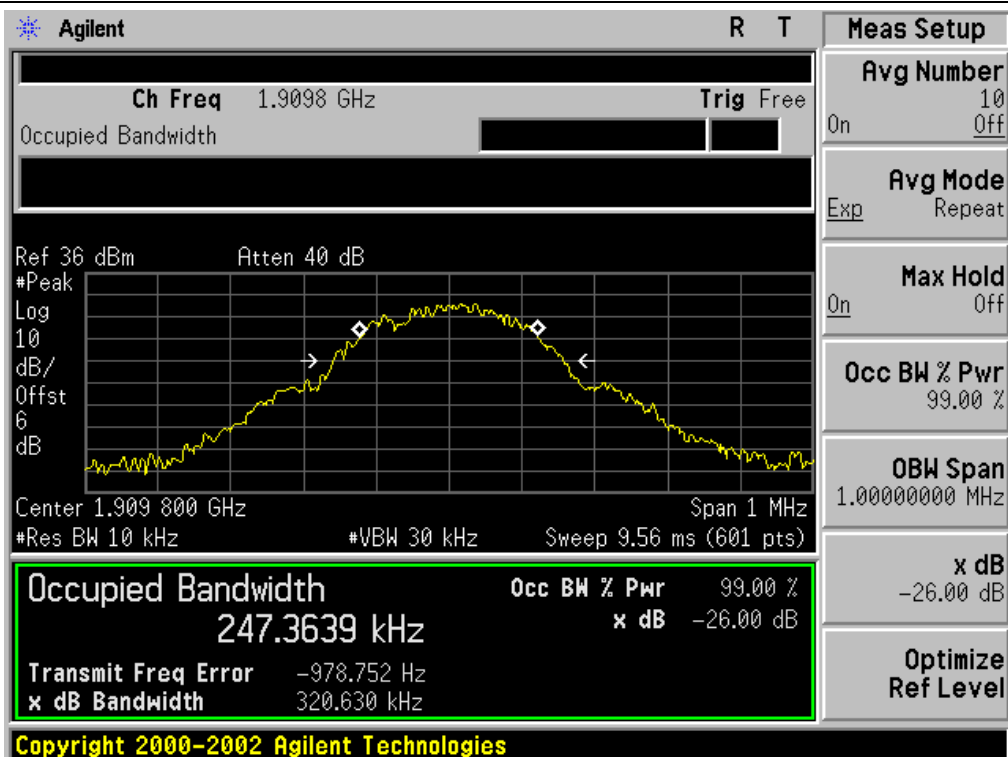 Agilent R T Meas Setup
Ch Freq 1.9098 GHz Trig Free
Occupied Bandwidth
Avg Number
10
On Off
Avg Mode
Exp Repeat
Max Hold
On Off
Occ BW % Pwr
99.00 %
OBW Span
1.00000000 MHz
x dB
-26.00 dB
Optimize
Ref Level
Ref 36 dBm Atten 40 dB
#Peak
Log
10
dB/
Offst
6
dB
Center 1.909 800 GHz Span 1 MHz
#Res BW 10 kHz #VBW 30 kHz Sweep 9.56 ms (601 pts)
Occupied Bandwidth Occ BW % Pwr 99.00 %
247.3639 kHz x dB -26.00 dB
Transmit Freq Error -978.752 Hz
x dB Bandwidth 320.630 kHz
Copyright 2000-2002 Agilent Technologies